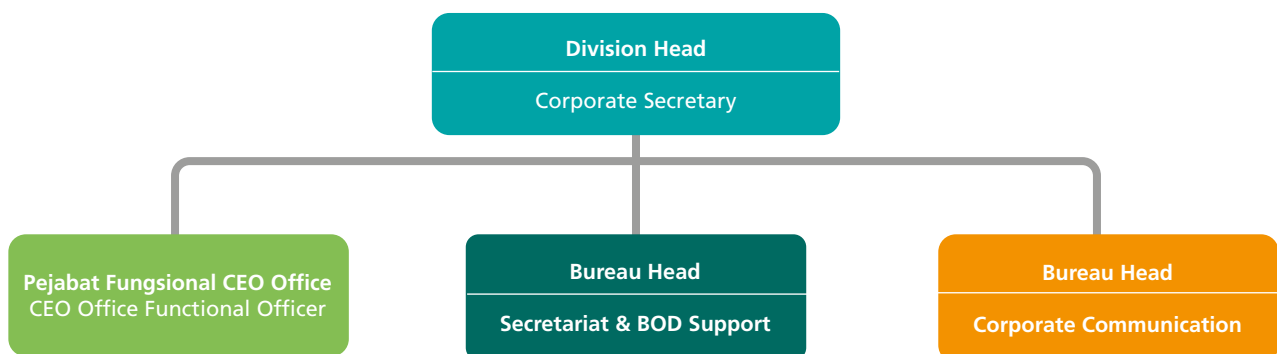 Division Head
Corporate Secretary
Pejabat Fungsional CEO Office
CEO Office Functional Officer
Bureau Head
Secretariat & BOD Support
Bureau Head
Corporate Communication